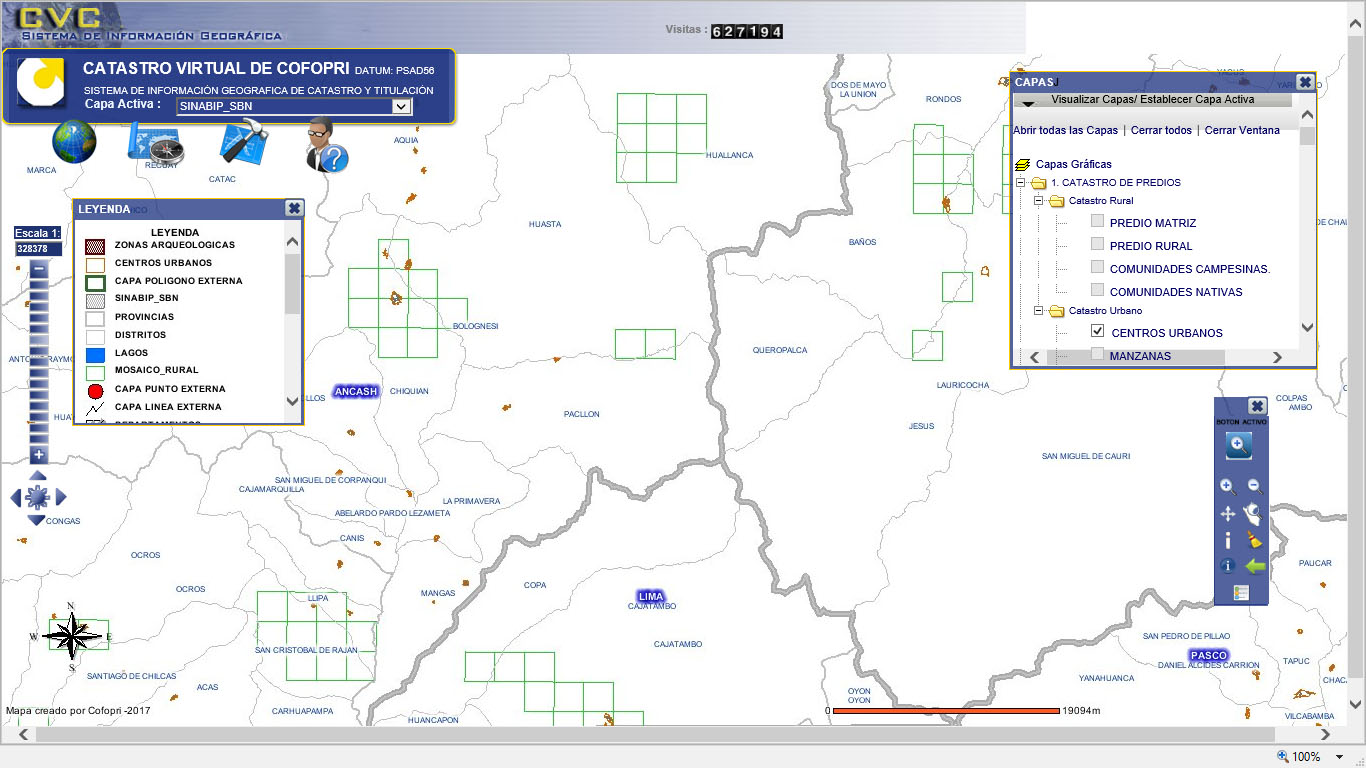 CVC
SISTEMA DE INFORMACIÓN GEOGRÁFICA
Visitas : 627194
CATASTRO VIRTUAL DE COFOPRI DATUM: PSAD56
SISTEMA DE INFORMACIÓN GEOGRAFICA DE CATASTRO Y TITULACIÓN
Capa Activa : SINABIP_SBN
MARCA
RECUAY
CATAC
AQUIA
HUALLANCA
DOS DE MAYO
LA UNION
RONDOS
YACUS
CAPAS
Visualizar Capas/ Establecer Capa Activa
Abrir todas las Capas | Cerrar todos | Cerrar Ventana
Capas Gráficas
1. CATASTRO DE PREDIOS
Catastro Rural
PREDIO MATRIZ
PREDIO RURAL
COMUNIDADES CAMPESINAS.
COMUNIDADES NATIVAS
Catastro Urbano
CENTROS URBANOS
MANZANAS
LEYENDA
LEYENDA
ZONAS ARQUEOLOGICAS
CENTROS URBANOS
CAPA POLIGONO EXTERNA
SINABIP_SBN
PROVINCIAS
DISTRITOS
LAGOS
MOSAICO_RURAL
CAPA PUNTO EXTERNA
CAPA LINEA EXTERNA
Escala 1:
328378
HUASTA
BAÑOS
BOLOGNESI
QUEROPALCA
ANCASH
CHIQUIAN
LLOS
PACLLON
LAURICOCHA
JESUS
COLPAS
AMBO
BOTON ACTIVO
SAN MIGUEL DE CAURI
SAN MIGUEL DE CORPANQUI
CAJAMARQUILLA
LA PRIMAVERA
ABELARDO PARDO LEZAMETA
CONGAS
CANIS
OCROS
OCROS
COPA
MANGAS
LLIPA
LIMA
CAJATAMBO
PAUCAR
N
W E
S
SAN CRISTOBAL DE RAJAN
CAJATAMBO
SAN PEDRO DE PILLAO
PASCO
DANIEL ALCIDES CARRION
TAPUC
SANTIAGO DE CHILCAS
ACAS
YANAHUANCA
CHACA
OYON
OYON
Mapa creado por Cofopri -2017
CARHUAPAMPA
HUANCAPON
0 19094m
VILCABAMBA
100%